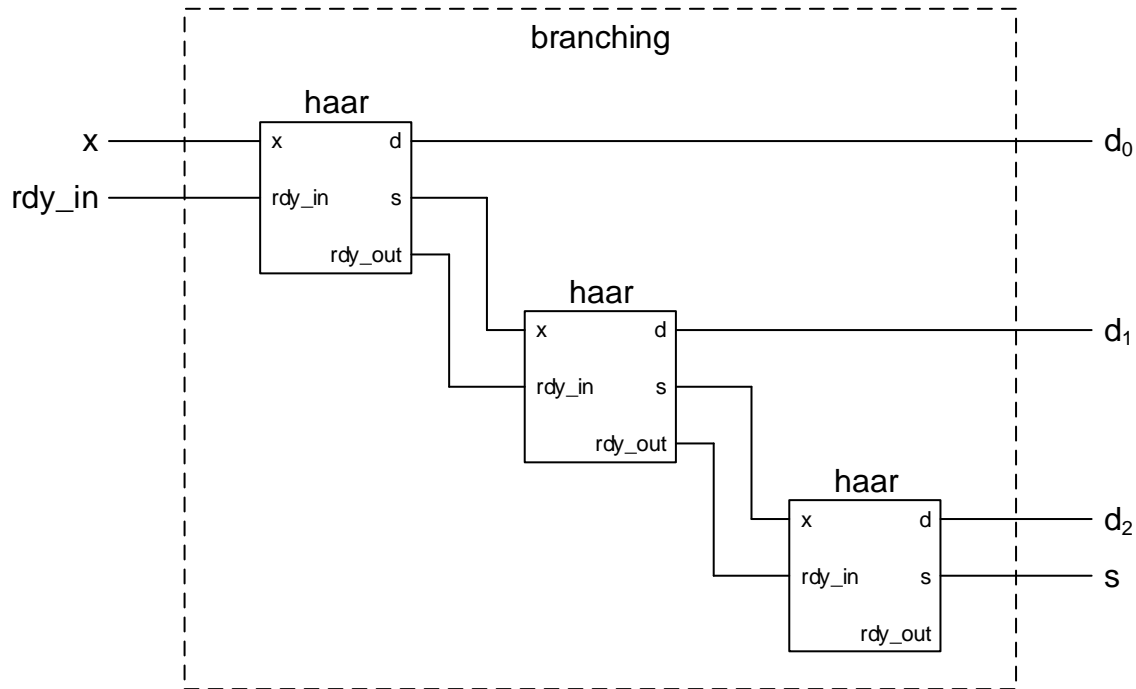 branching
haar
x
x d
d₀
rdy_in
rdy_in s
rdy_out
haar
x d
d₁
rdy_in s
rdy_out
haar
x d
d₂
rdy_in s
s
rdy_out